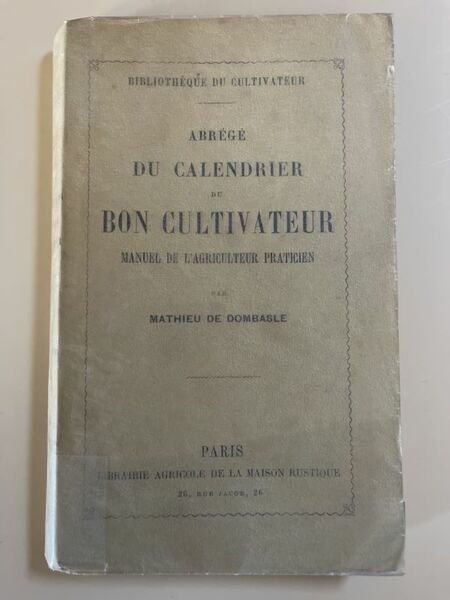 BIBLIOTHÈQUE DU CULTIVATEUR
ABRÉGÉ
DU CALENDRIER
DU
BON CULTIVATEUR
MANUEL DE L'AGRICULTEUR PRATICIEN
PAR
MATHIEU DE DOMBASLE
PARIS
LIBRAIRIE AGRICOLE DE LA MAISON RUSTIQUE
26, RUE JACOB, 26